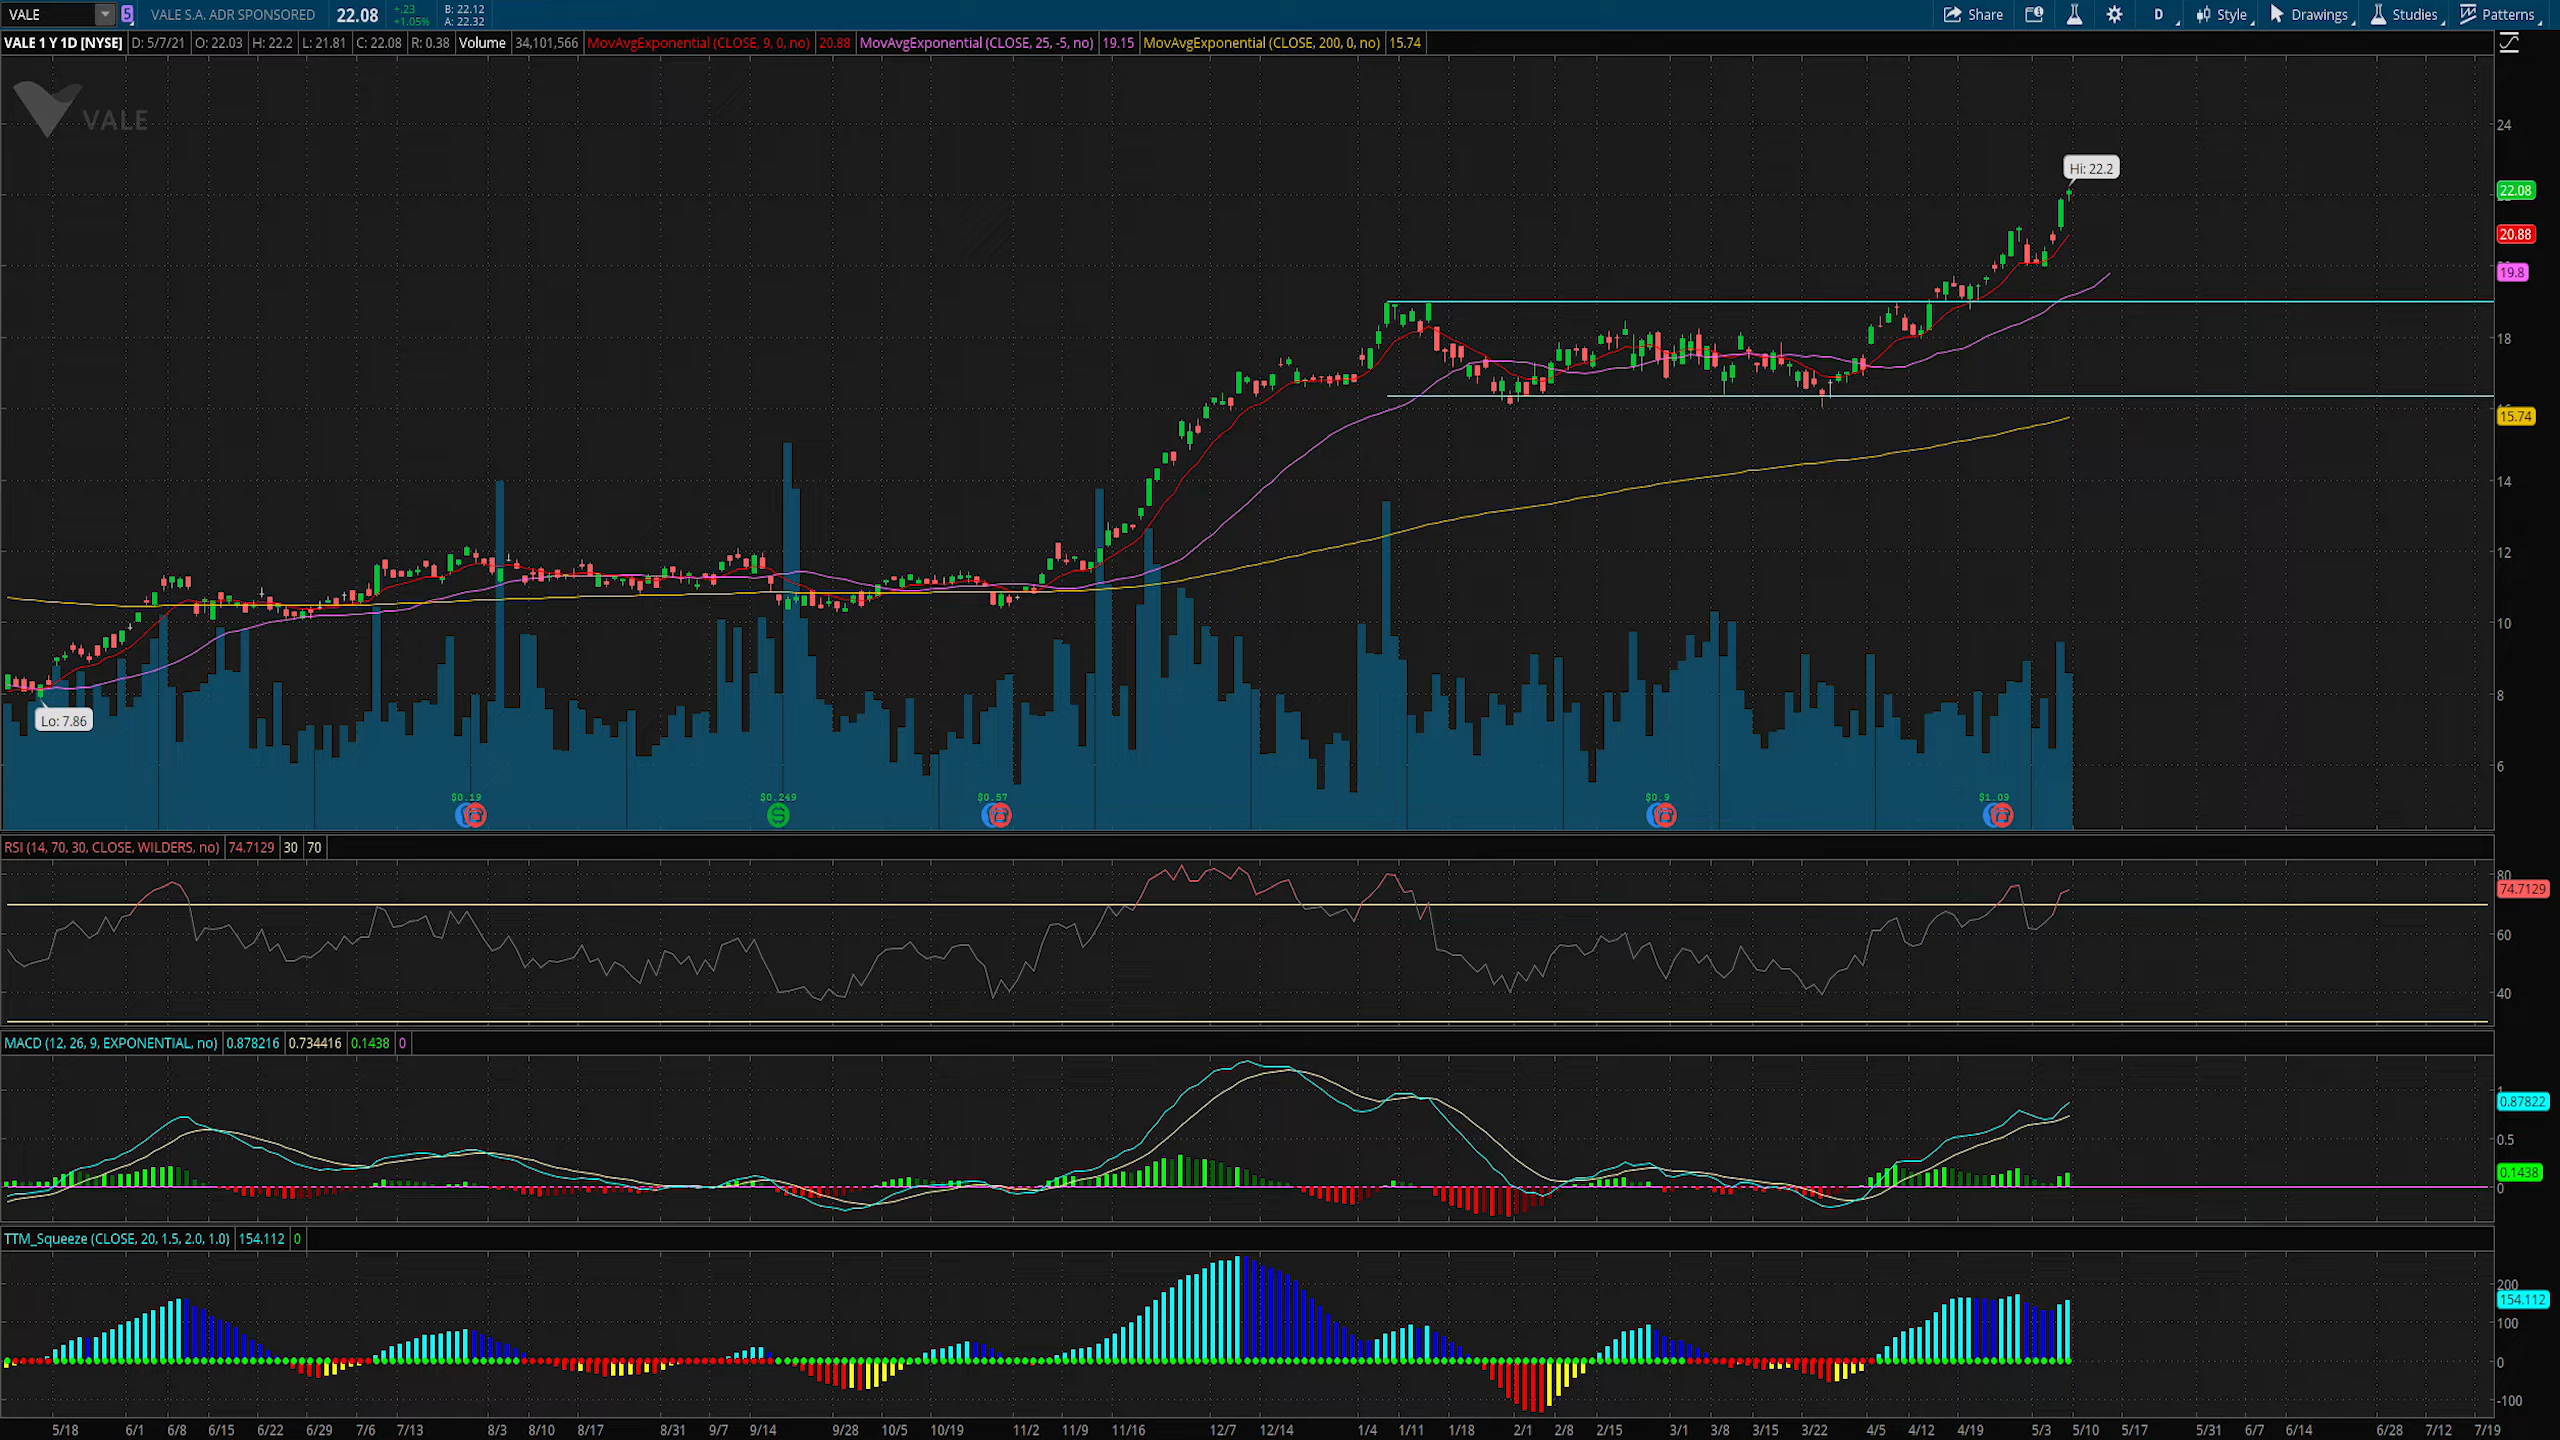 VALE 5 VALE S.A. ADR SPONSORED 22.08 +.23 +1.05% B: 22.12 A: 22.32 Share D Style Drawings Studies Patterns
VALE 1 Y 1D [NYSE] D: 5/7/21 O: 22.03 H: 22.2 L: 21.81 C: 22.08 R: 0.38 Volume 34,101,566 MovAvgExponential (CLOSE, 9, 0, no) 20.88 MovAvgExponential (CLOSE, 25, -5, no) 19.15 MovAvgExponential (CLOSE, 200, 0, no) 15.74
VALE
24
Hi: 22.2
22.08
20.88
19.8
18
15.74
14
12
10
8
Lo: 7.86
6
$0.19 $0.249 $0.57 $0.9 $1.09
RSI (14, 70, 30, CLOSE, WILDERS, no) 74.7129 30 70
80
74.7129
60
40
MACD (12, 26, 9, EXPONENTIAL, no) 0.878216 0.734416 0.1438 0
1
0.87822
0.5
0.1438
0
TTM_Squeeze (CLOSE, 20, 1.5, 2.0, 1.0) 154.112 0
200
154.112
100
0
-100
5/18 6/1 6/8 6/15 6/22 6/29 7/6 7/13 8/3 8/10 8/17 8/31 9/7 9/14 9/28 10/5 10/19 11/2 11/9 11/16 12/7 12/14 1/4 1/11 1/18 2/1 2/8 2/15 3/1 3/8 3/15 3/22 4/5 4/12 4/19 5/3 5/10 5/17 5/31 6/7 6/14 6/28 7/12 7/19